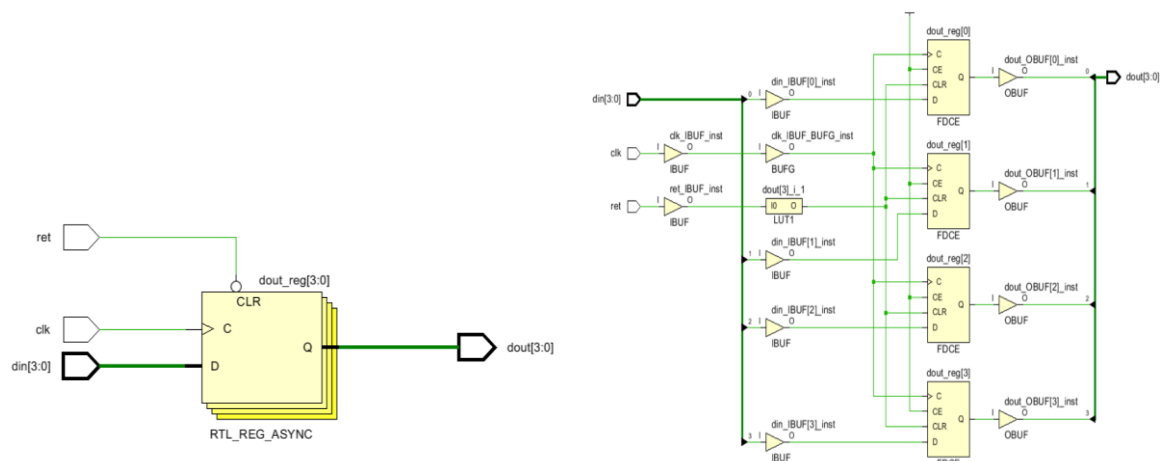 ret
clk
din[3:0]
dout_reg[3:0]
CLR
C
D
Q
RTL_REG_ASYNC
dout[3:0]
din[3:0]
clk
ret
0
din_IBUF[0]_inst
I
O
IBUF
clk_IBUF_inst
I
O
IBUF
clk_IBUF_BUFG_inst
I
O
BUFG
ret_IBUF_inst
I
O
IBUF
dout[3]_i_1
I0
O
LUT1
1
din_IBUF[1]_inst
I
O
IBUF
2
din_IBUF[2]_inst
I
O
IBUF
3
din_IBUF[3]_inst
I
O
IBUF
dout_reg[0]
C
CE
CLR
D
Q
FDCE
dout_OBUF[0]_inst
I
O
OBUF
0
dout_reg[1]
C
CE
CLR
D
Q
FDCE
dout_OBUF[1]_inst
I
O
OBUF
1
dout_reg[2]
C
CE
CLR
D
Q
FDCE
dout_OBUF[2]_inst
I
O
OBUF
2
dout_reg[3]
C
CE
CLR
D
Q
FDCE
dout_OBUF[3]_inst
I
O
OBUF
3
dout[3:0]